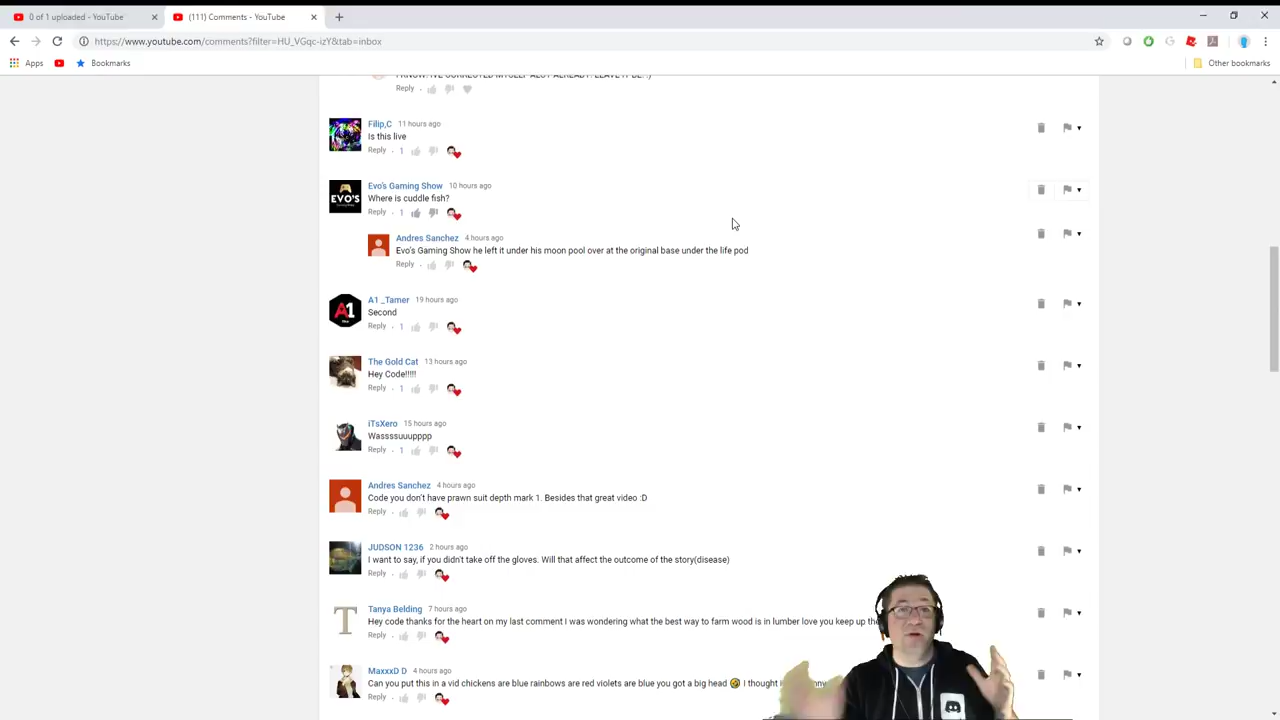 0 of 1 uploaded - YouTube
(111) Comments - YouTube
https://www.youtube.com/comments?filter=HU_VGqc-izY&tab=inbox
Apps
Bookmarks
Other bookmarks
Reply
Filip,C 11 hours ago
Is this live
Reply . 1
Evo's Gaming Show 10 hours ago
EVO'S
Where is cuddle fish?
Reply . 1
Andres Sanchez 4 hours ago
Evo's Gaming Show he left it under his moon pool over at the original base under the life pod
Reply .
A1 _Tamer 19 hours ago
A1
Second
Reply . 1
The Gold Cat 13 hours ago
Hey Code!!!!!
Reply . 1
iTsXero 15 hours ago
Wassssuuupppp
Reply . 1
Andres Sanchez 4 hours ago
Code you don't have prawn suit depth mark 1. Besides that great video :D
Reply .
JUDSON 1236 2 hours ago
I want to say, if you didn't take off the gloves. Will that affect the outcome of the story(disease)
Reply .
Tanya Belding 7 hours ago
T
Hey code thanks for the heart on my last comment I was wondering what the best way to farm wood is in lumber love you keep up the
Reply .
MaxxxD D 4 hours ago
Can you put this in a vid chickens are blue rainbows are red violets are blue you got a big head 🤣 I thought
Reply .